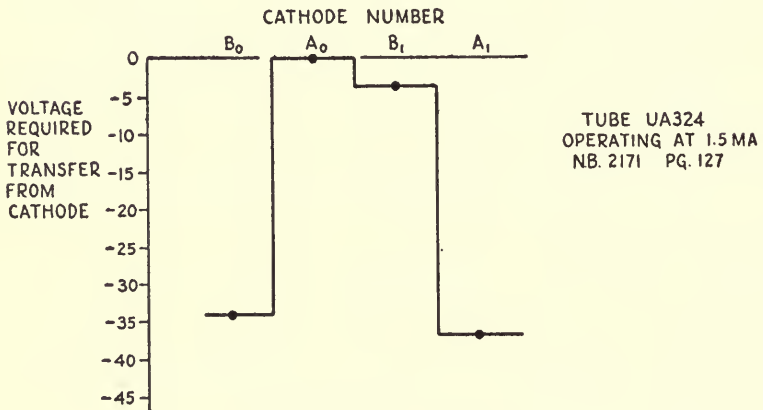 CATHODE NUMBER
B₀ A₀ B₁ A₁
VOLTAGE
REQUIRED
FOR
TRANSFER
FROM
CATHODE
0
-5
-10
-15
-20
-25
-30
-35
-40
-45
TUBE UA324
OPERATING AT 1.5 MA
N.B. 2171 PG. 127